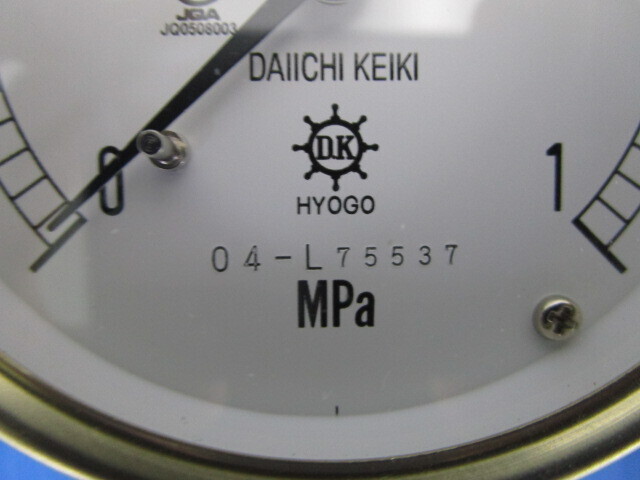 JQA
JQ0508003
DAIICHI KEIKI
D.K
HYOGO
0 1
04-L75537
MPa